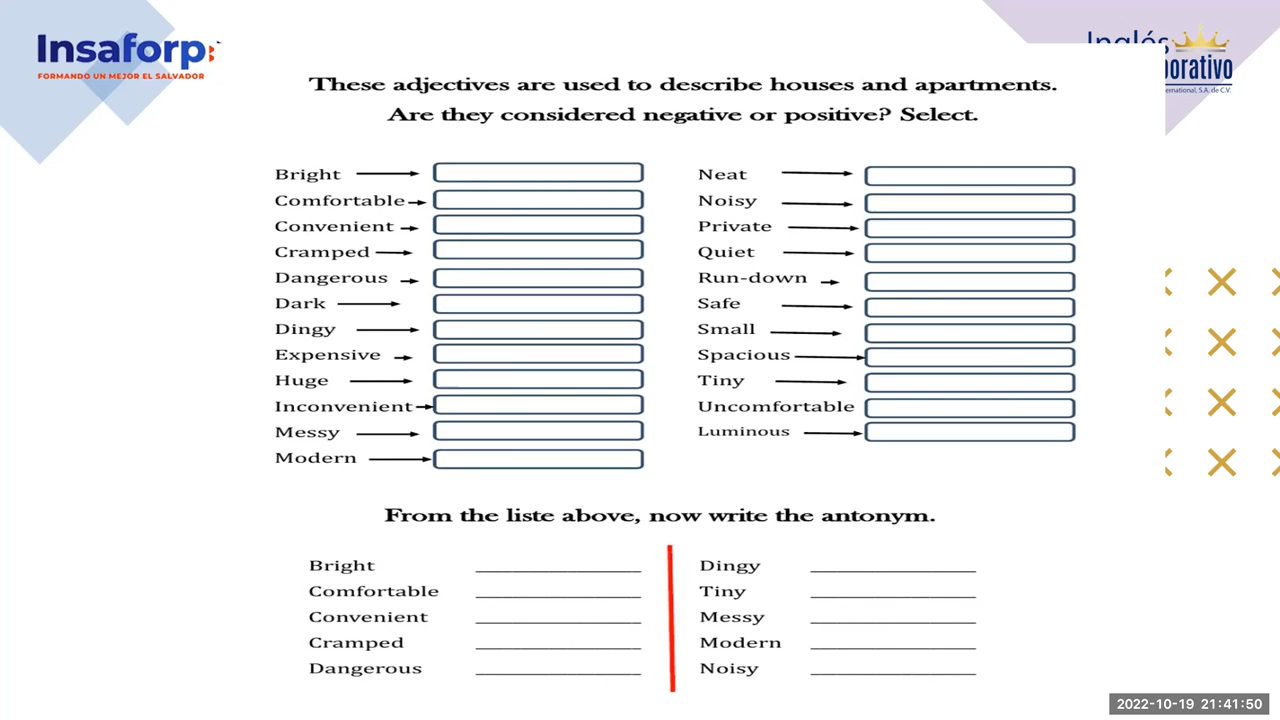 Insaforp
FORMANDO UN MEJOR EL SALVADOR
Inglés
These adjectives are used to describe houses and apartments.
Are they considered negative or positive? Select.
Bright
Comfortable
Convenient
Cramped
Dangerous
Dark
Dingy
Expensive
Huge
Inconvenient
Messy
Modern
Neat
Noisy
Private
Quiet
Run-down
Safe
Small
Spacious
Tiny
Uncomfortable
Luminous
From the liste above, now write the antonym.
Bright
Comfortable
Convenient
Cramped
Dangerous
Dingy
Tiny
Messy
Modern
Noisy
2022-10-19 21:41:50